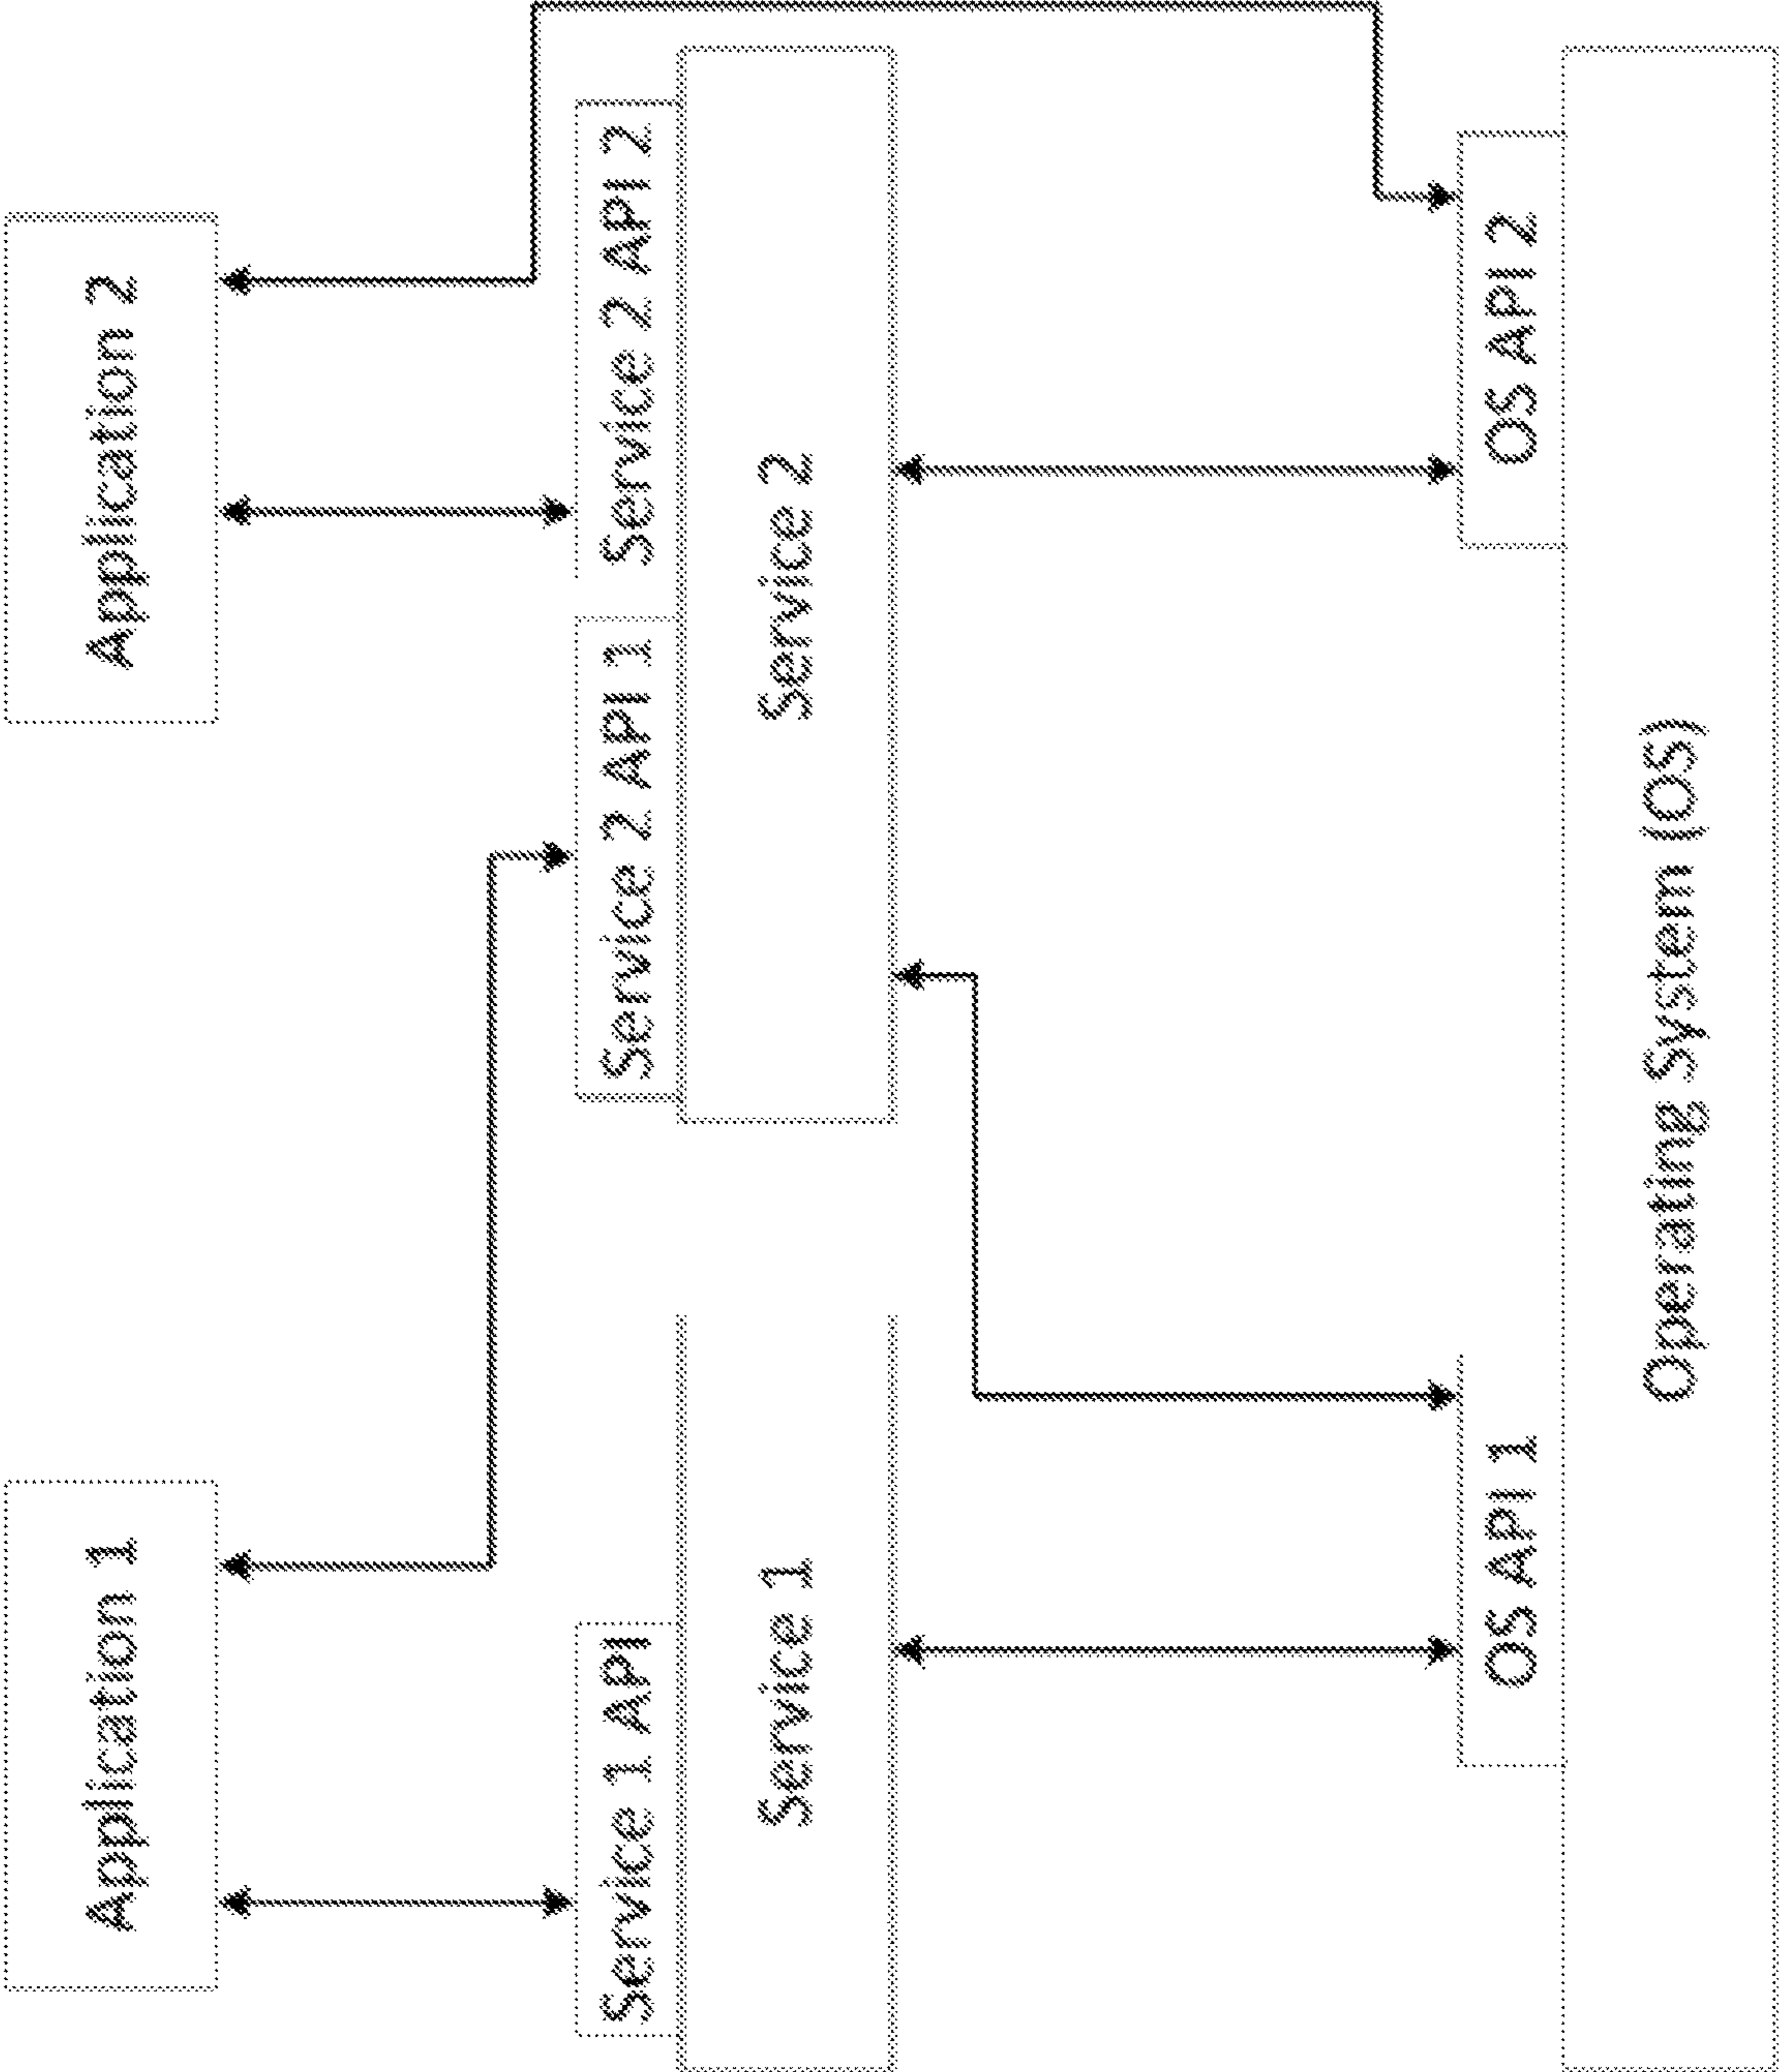 Application 1
Application 2
Service 1 API
Service 2 API 1
Service 2 API 2
Service 1
Service 2
OS API 1
OS API 2
Operating System (OS)